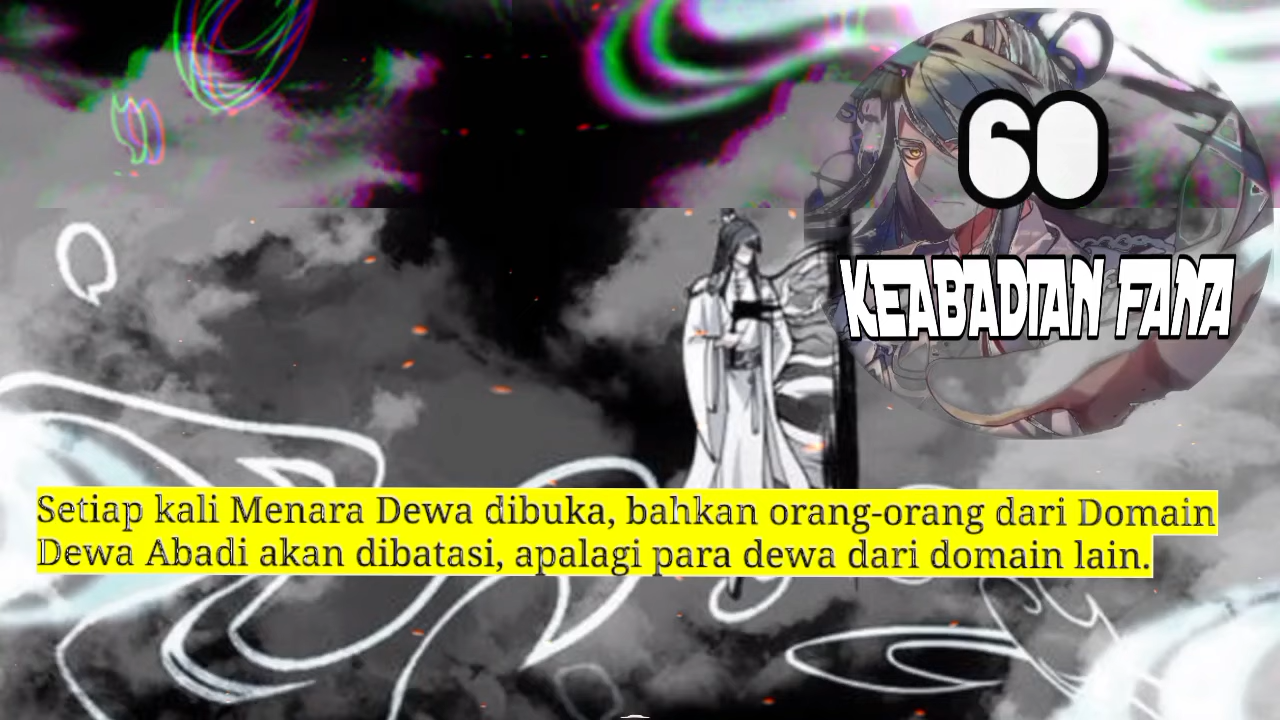 60
KEABADIAN FANA
Setiap kali Menara Dewa dibuka, bahkan orang-orang dari Domain
Dewa Abadi akan dibatasi, apalagi para dewa dari domain lain.